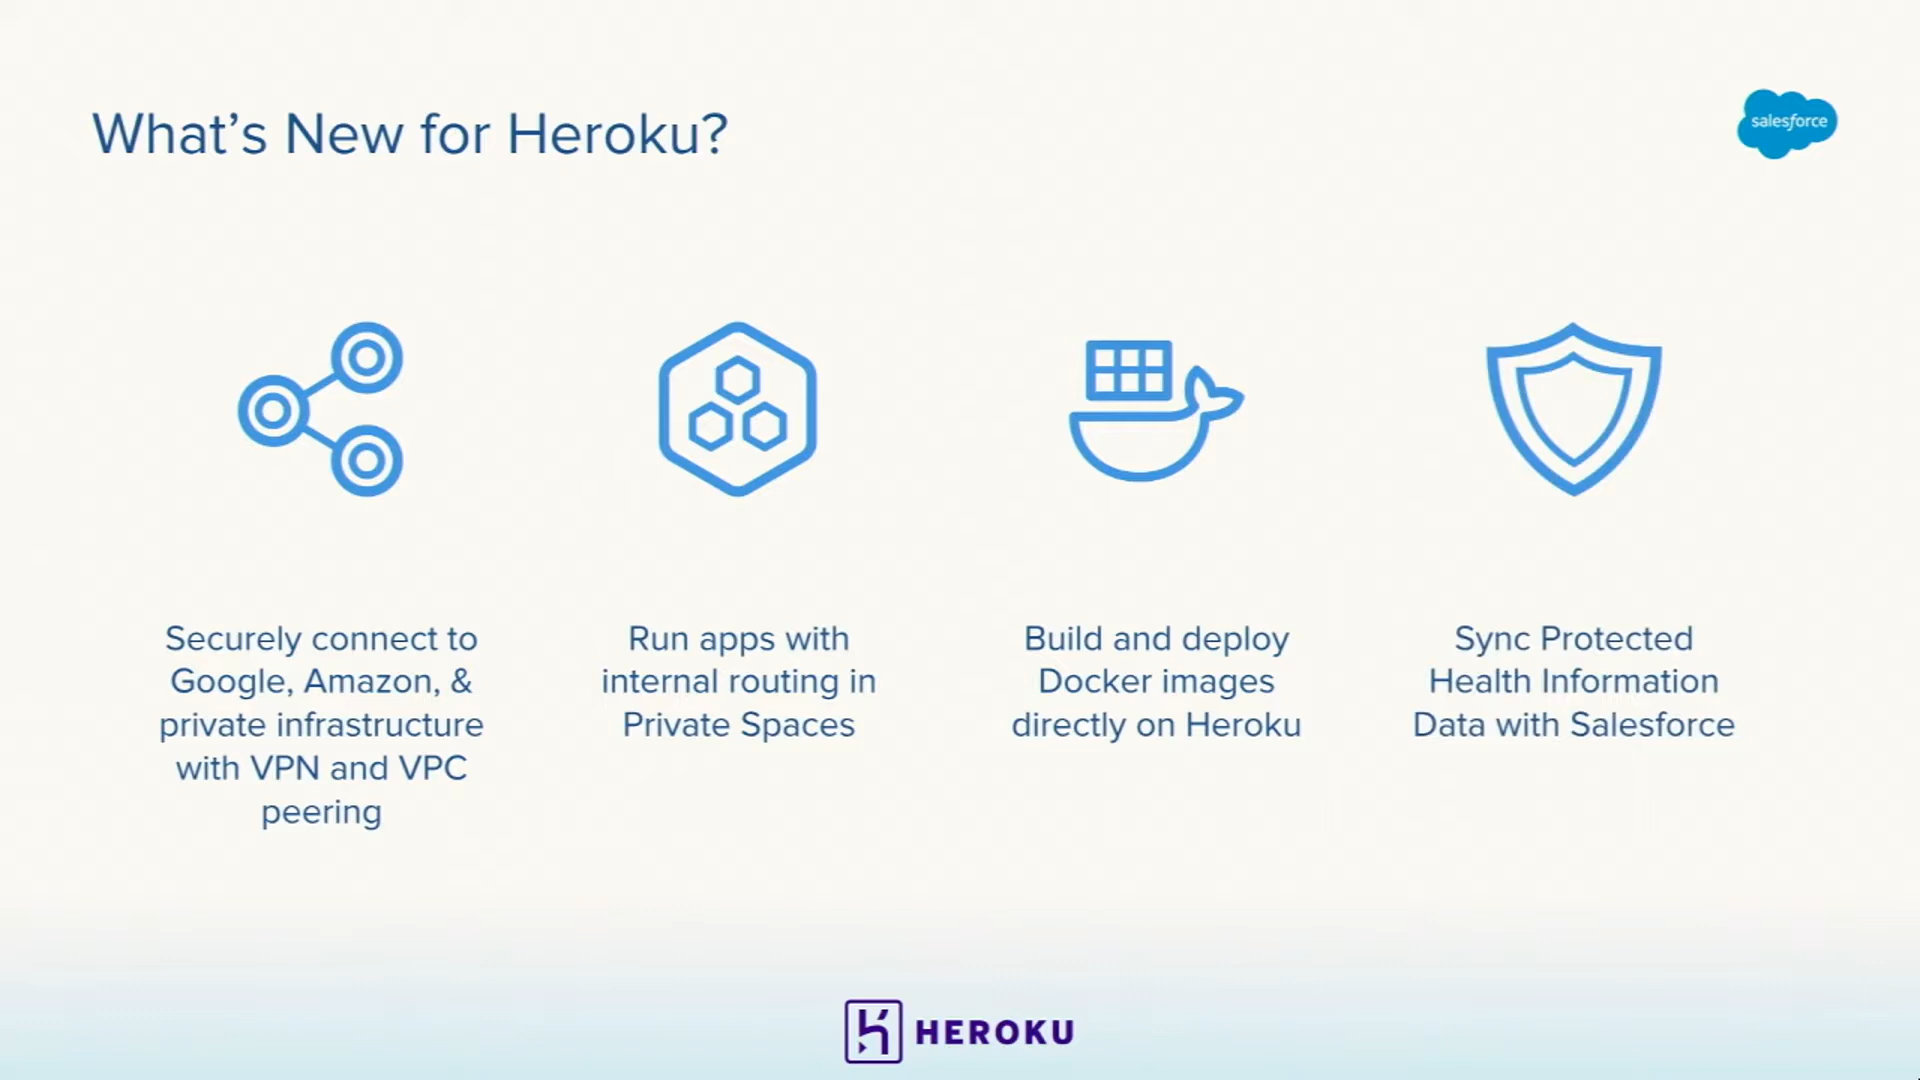 What's New for Heroku?
salesforce
Securely connect to
Google, Amazon, &
private infrastructure
with VPN and VPC
peering
Run apps with
internal routing in
Private Spaces
Build and deploy
Docker images
directly on Heroku
Sync Protected
Health Information
Data with Salesforce
HEROKU